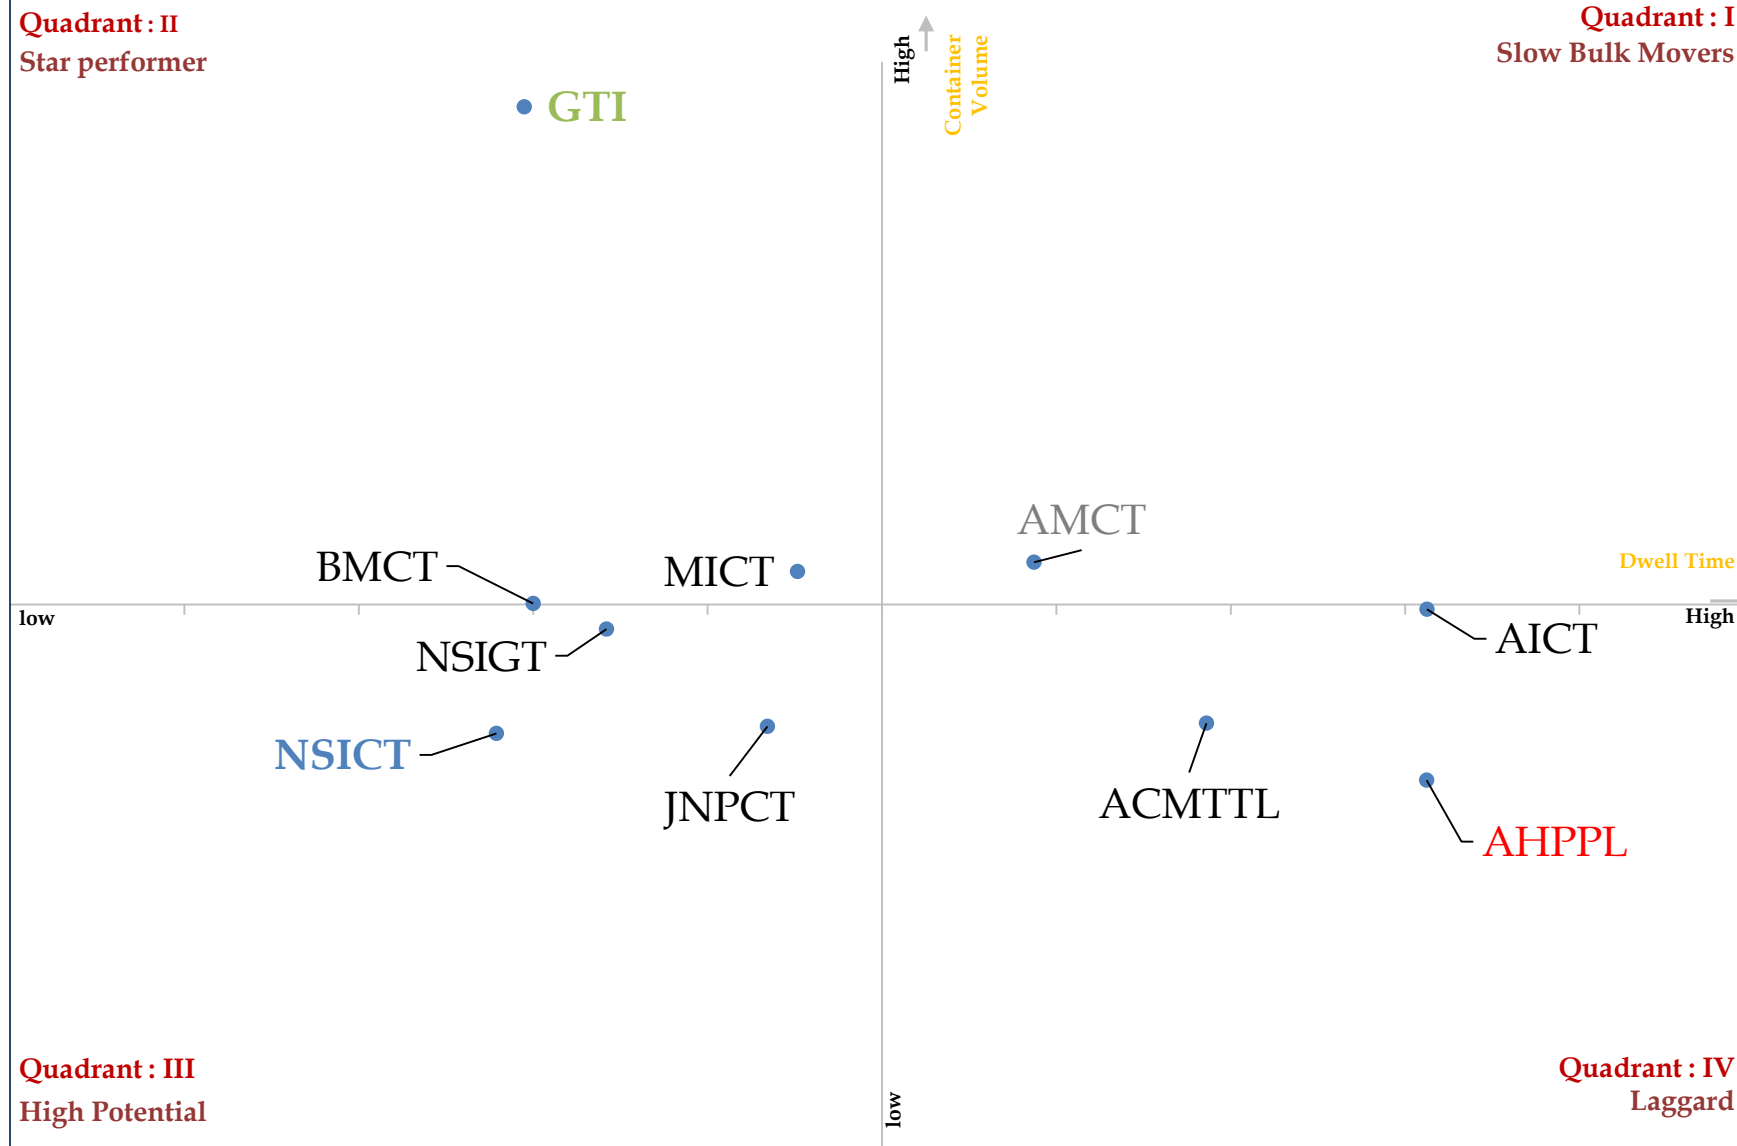 Quadrant : II
Star performer
Quadrant : I
Slow Bulk Movers
High
Container
Volume
GTI
AMCT
BMCT
MICT
Dwell Time
low
High
NSIGT
AICT
NSICT
JNPCT
ACMTTL
AHPPL
Quadrant : III
High Potential
Quadrant : IV
Laggard
low